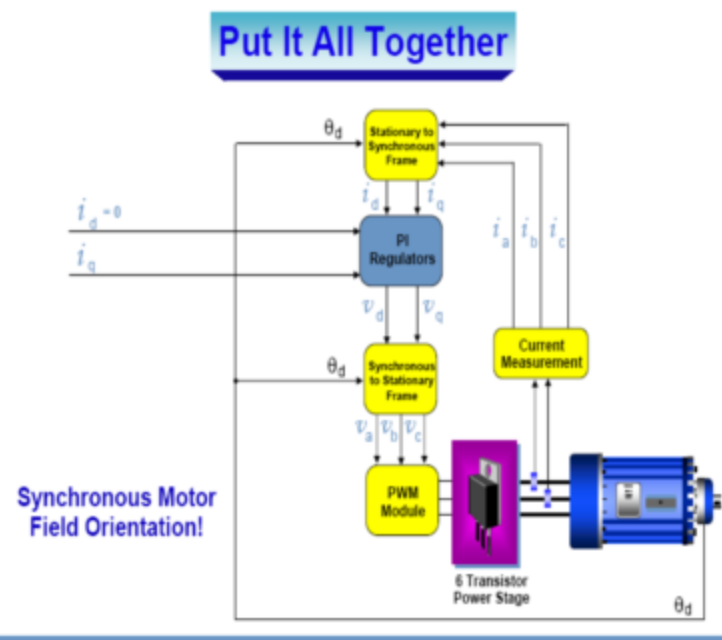 Put It All Together
θd
Stationary to
Synchronous
Frame
id
iq
id = 0
iq
PI
Regulators
ia
ib
ic
vd
vq
Current
Measurement
θd
Synchronous
to Stationary
Frame
va
vb
vc
PWM
Module
Synchronous Motor
Field Orientation!
6 Transistor
Power Stage
θd